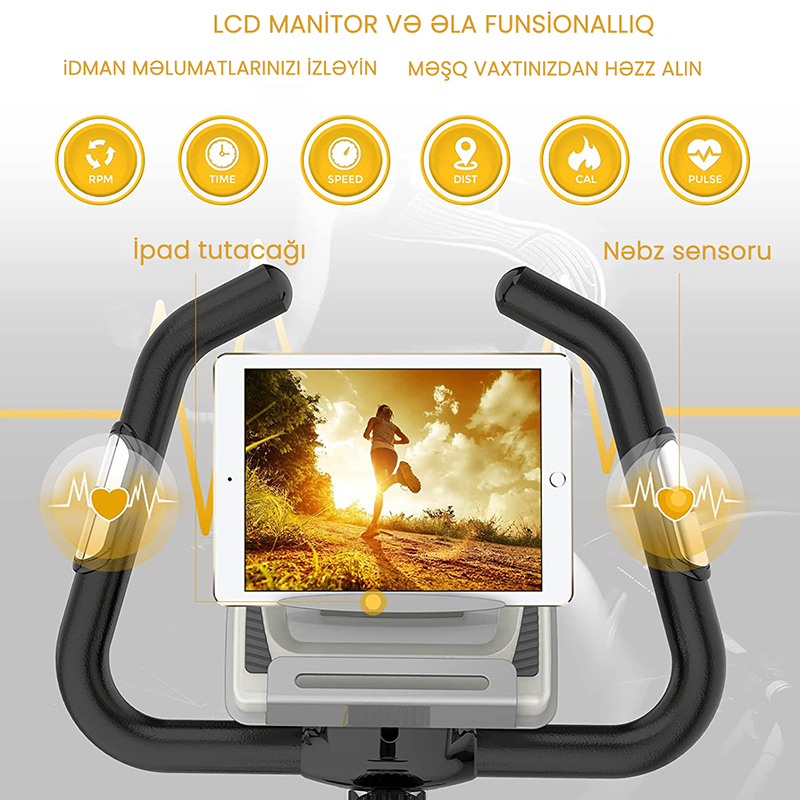 LCD MANİTOR VƏ ƏLA FUNSİONALLIQ
iDMAN MƏLUMATLARINIZI İZLƏYİN MƏŞQ VAXTINIZDAN HƏZZ ALIN
RPM TIME SPEED DIST CAL PULSE
İpad tutacağı Nəbz sensoru